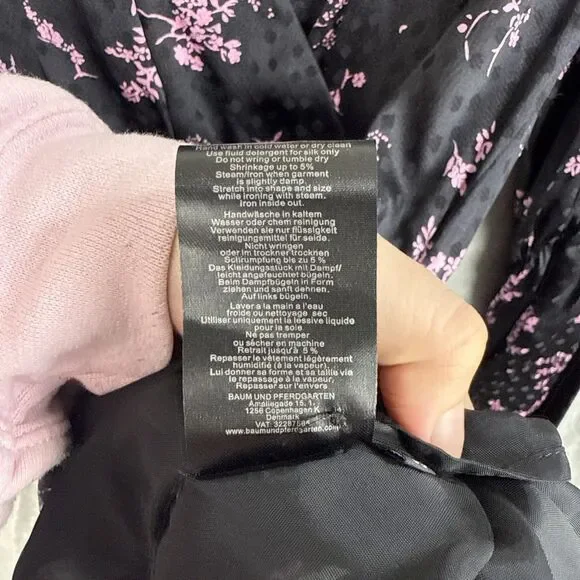 Hand wash in cold water or dry clean
Use fluid detergent for silk only
Do not wring or tumble dry
Shrinkage up to 5%
Steam/iron when garment
is slightly damp.
Stretch into shape and size
while ironing with steam.
Iron inside out.
Handwäsche in kaltem
Wasser oder chem reinigung
Verwenden sie nur flüssigkeit
reinigungsmittel für seide.
Nicht wringen
oder im trockner trocknen
Schrumpfung bis zu 5 %
Das Kleidungsstück mit Dampf/
leicht angefeuchtet bügeln.
Beim Dampfbügeln in Form
ziehen und sanft dehnen.
Auf links bügeln.
Laver à la main a l'eau
froide ou nettoyage sec
Utiliser uniquement la lessive liquide
pour la soie
Ne pas tremper
ou sécher en machine
Retrait jusqu'à 5 %
Repasser le vêtement légèrement
humidifié (à la vapeur).
Lui donner sa forme et sa taille vie
le repassage à la vapeur,
Repasser sur l'envers
BAUM UND PFERDGARTEN
Amaliegade 15, 1.
1256 Copenhagen K
Denmark
VAT
www.baumundpferdgarten.com